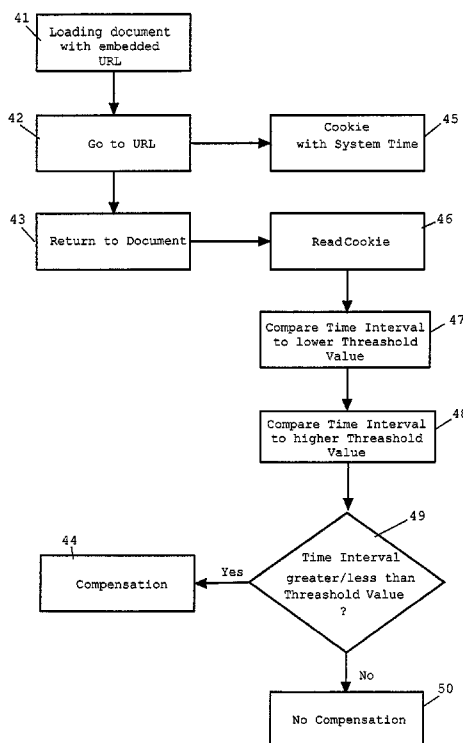 41
Loading document
with embedded
URL
42
Go to URL
45
Cookie
with System Time
43
Return to Document
46
ReadCookie
47
Compare Time Interval
to lower Threashold
Value
48
Compare Time Interval
to higher Threashold
Value
49
Time Interval
greater/less than
Threashold Value
?
Yes
44
Compensation
No
50
No Compensation